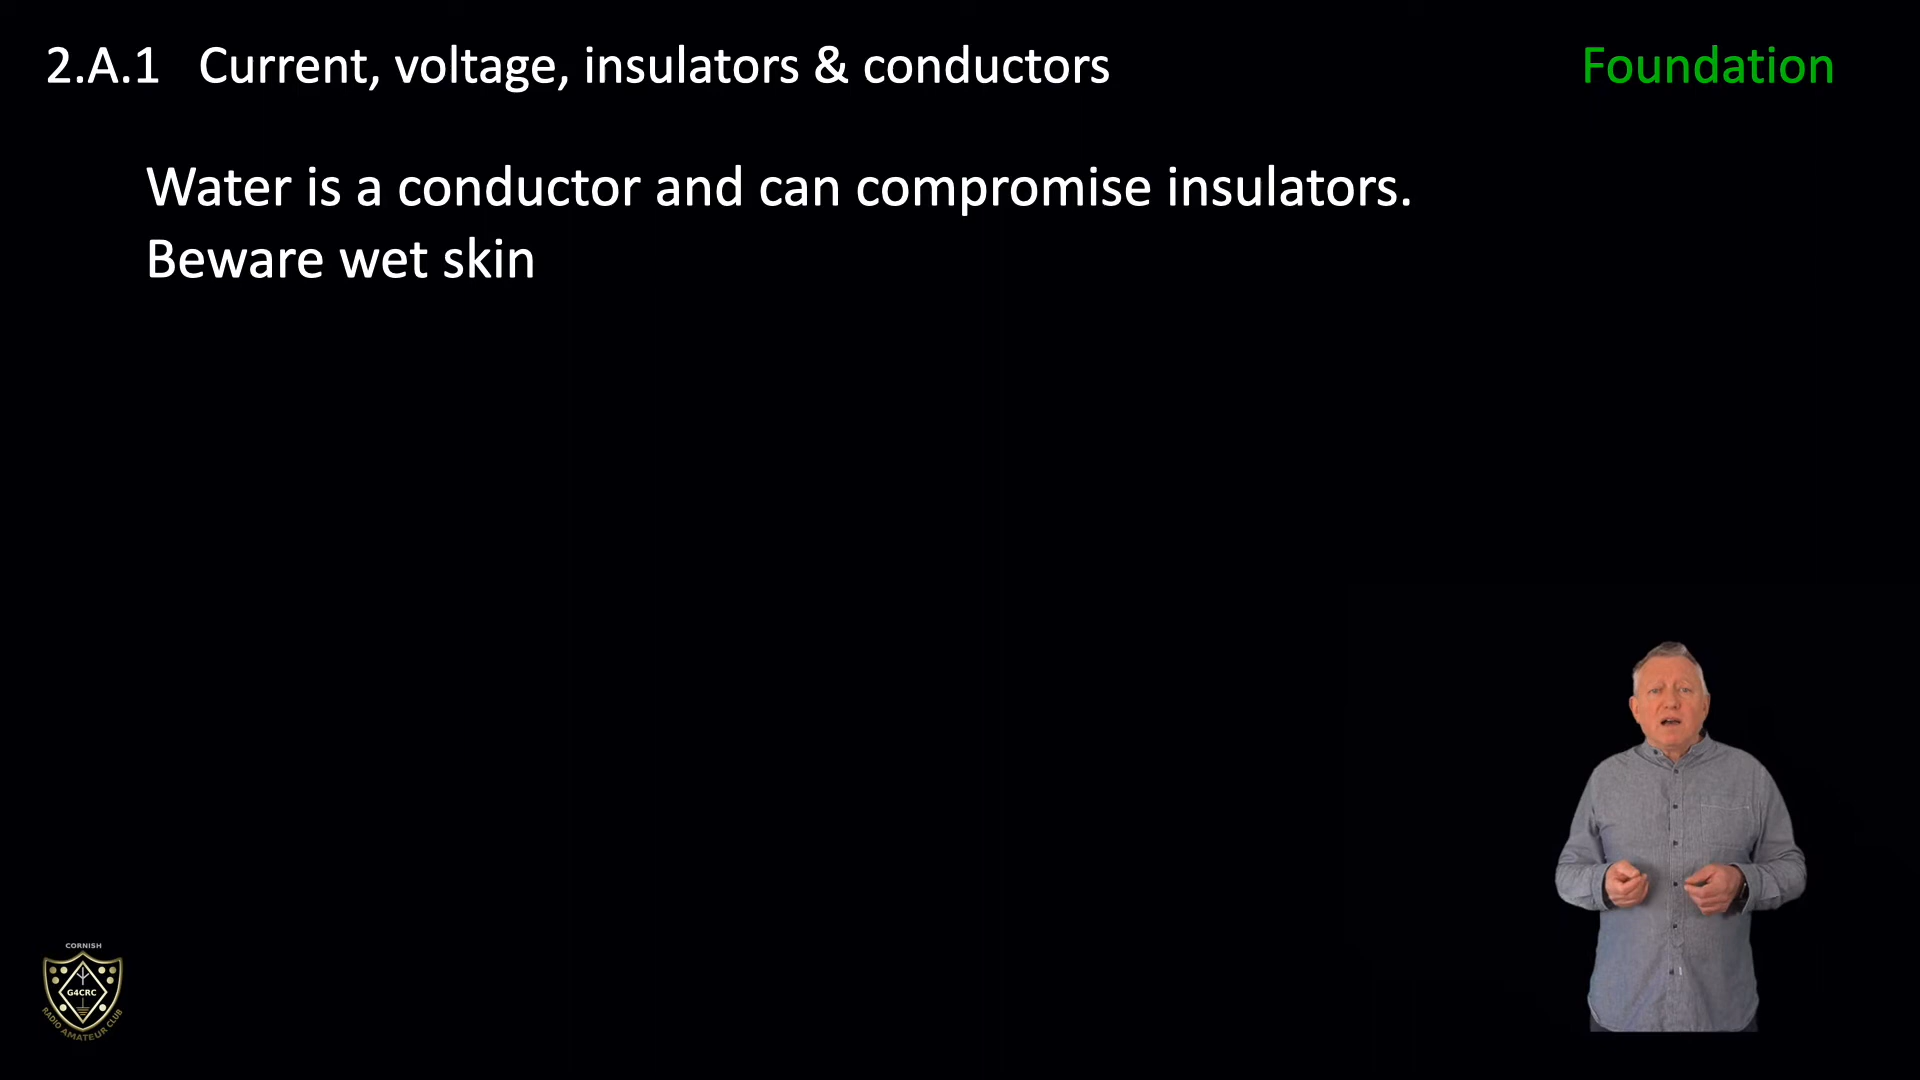 2.A.1 Current, voltage, insulators & conductors
Foundation
Water is a conductor and can compromise insulators.
Beware wet skin
CORNISH
G4CRC
RADIO AMATEUR CLUB